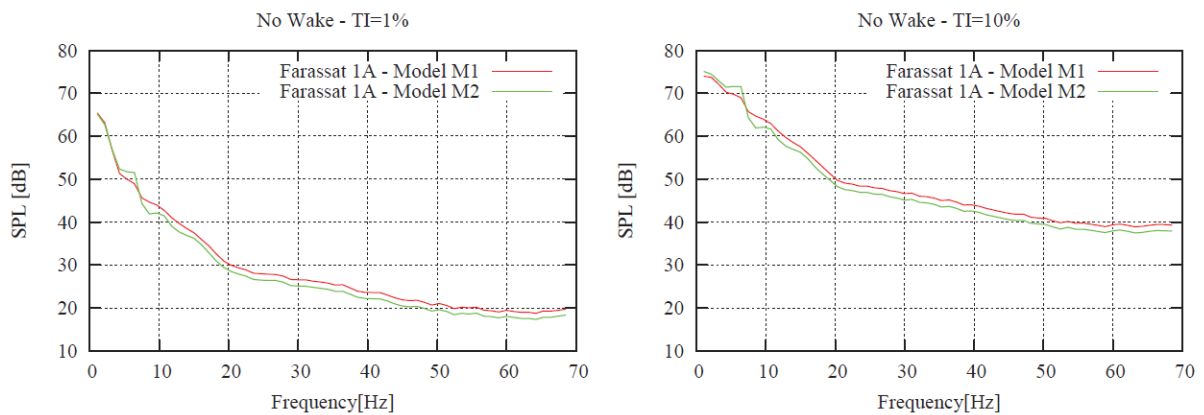 No Wake - TI=1%
80
70
60
50
40
30
20
10
SPL [dB]
Farassat 1A - Model M1
Farassat 1A - Model M2
0 10 20 30 40 50 60 70
Frequency[Hz]
No Wake - TI=10%
80
70
60
50
40
30
20
10
SPL [dB]
Farassat 1A - Model M1
Farassat 1A - Model M2
0 10 20 30 40 50 60 70
Frequency[Hz]